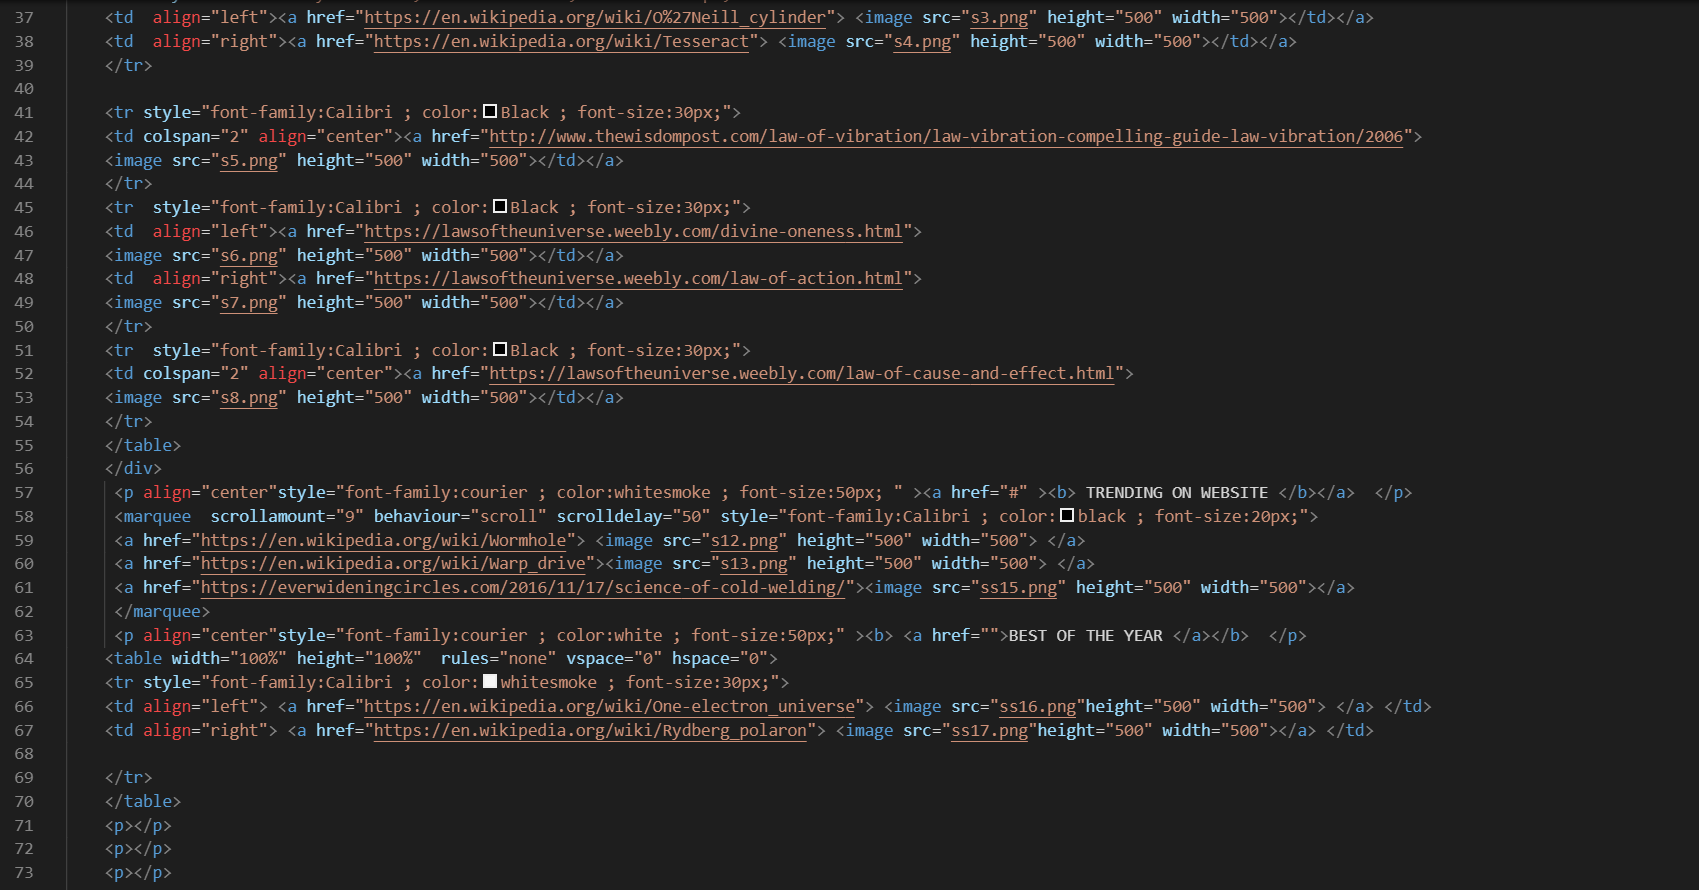 37 <td  align="left"><a href="https://en.wikipedia.org/wiki/O%27Neill_cylinder"> <image src="s3.png" height="500" width="500"></td></a>
38 <td  align="right"><a href="https://en.wikipedia.org/wiki/Tesseract"> <image src="s4.png" height="500" width="500"></td></a>
39 </tr>
40
41 <tr style="font-family:Calibri ; color:Black ; font-size:30px;">
42 <td colspan="2" align="center"><a href="http://www.thewisdompost.com/law-of-vibration/law-vibration-compelling-guide-law-vibration/2006">
43 <image src="s5.png" height="500" width="500"></td></a>
44 </tr>
45 <tr  style="font-family:Calibri ; color:Black ; font-size:30px;">
46 <td  align="left"><a href="https://lawsoftheuniverse.weebly.com/divine-oneness.html">
47 <image src="s6.png" height="500" width="500"></td></a>
48 <td  align="right"><a href="https://lawsoftheuniverse.weebly.com/law-of-action.html">
49 <image src="s7.png" height="500" width="500"></td></a>
50 </tr>
51 <tr  style="font-family:Calibri ; color:Black ; font-size:30px;">
52 <td colspan="2" align="center"><a href="https://lawsoftheuniverse.weebly.com/law-of-cause-and-effect.html">
53 <image src="s8.png" height="500" width="500"></td></a>
54 </tr>
55 </table>
56 </div>
57 <p align="center"style="font-family:courier ; color:whitesmoke ; font-size:50px; " ><a href="#" ><b> TRENDING ON WEBSITE </b></a>  </p>
58 <marquee  scrollamount="9" behaviour="scroll" scrolldelay="50" style="font-family:Calibri ; color:black ; font-size:20px;">
59 <a href="https://en.wikipedia.org/wiki/Wormhole"> <image src="s12.png" height="500" width="500"> </a>
60 <a href="https://en.wikipedia.org/wiki/Warp_drive"><image src="s13.png" height="500" width="500"> </a>
61 <a href="https://everwideningcircles.com/2016/11/17/science-of-cold-welding/"><image src="ss15.png" height="500" width="500"></a>
62 </marquee>
63 <p align="center"style="font-family:courier ; color:white ; font-size:50px;" ><b> <a href="">BEST OF THE YEAR </a></b>  </p>
64 <table width="100%" height="100%"  rules="none" vspace="0" hspace="0">
65 <tr style="font-family:Calibri ; color:whitesmoke ; font-size:30px;">
66 <td align="left"> <a href="https://en.wikipedia.org/wiki/One-electron_universe"> <image src="ss16.png"height="500" width="500"> </a> </td>
67 <td align="right"> <a href="https://en.wikipedia.org/wiki/Rydberg_polaron"> <image src="ss17.png"height="500" width="500"></a> </td>
68
69 </tr>
70 </table>
71 <p></p>
72 <p></p>
73 <p></p>